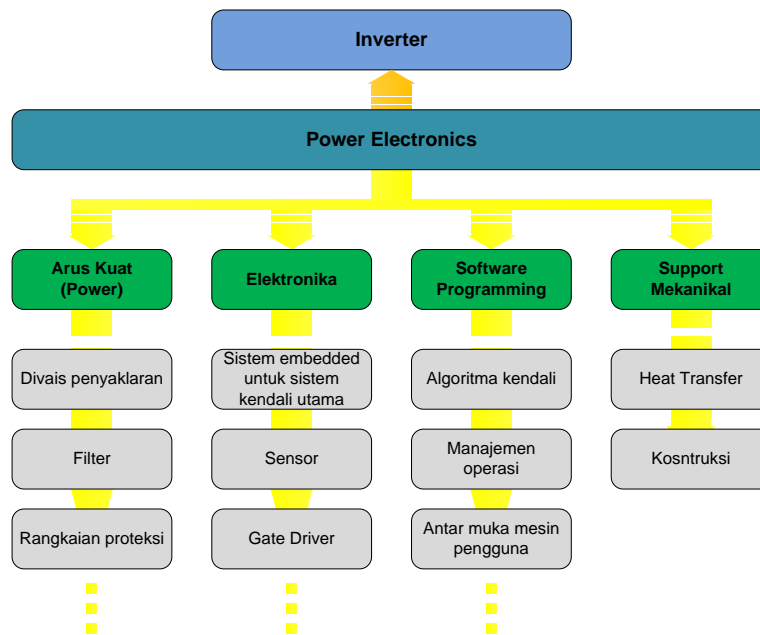 Inverter
Power Electronics
Arus Kuat
(Power)
Elektronika
Software
Programming
Support
Mekanikal
Divais penyaklaran
Sistem embedded
untuk sistem
kendali utama
Algoritma kendali
Heat Transfer
Filter
Sensor
Manajemen
operasi
Kosntruksi
Rangkaian proteksi
Gate Driver
Antar muka mesin
pengguna